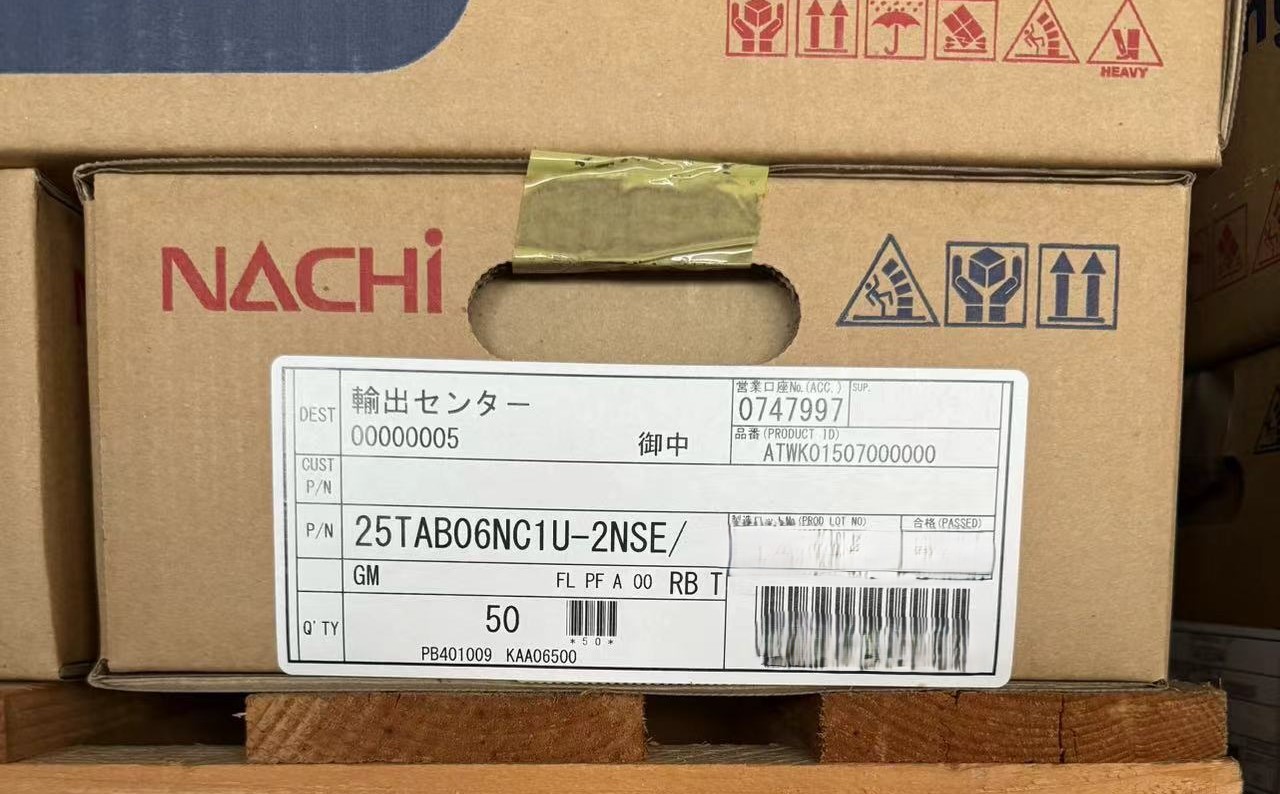 HEAVY
NACHi
DEST
輸出センター
00000005
御中
営業口座No.(ACC.)
0747997
SUP.
品番(PRODUCT ID)
ATWK01507000000
CUST
P/N
P/N
25TAB06NC1U-2NSE/
(PROD LOT NO)
合格(PASSED)
GM
FL PF A 00 RB T
Q'TY
50
*50*
PB401009 KAA06500